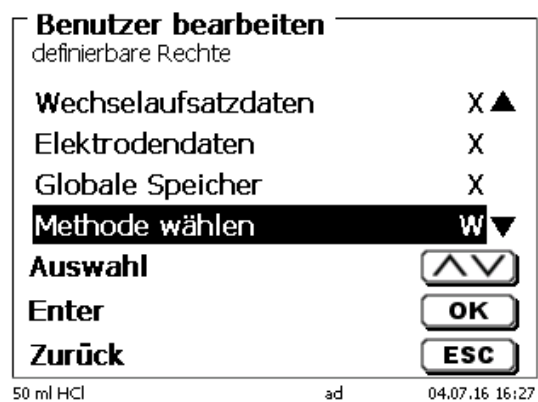 Benutzer bearbeiten
definierbare Rechte
Wechselaufsatzdaten X ▲
Elektrodendaten X
Globale Speicher X
Methode wählen W ▼
Auswahl
Enter OK
Zurück ESC
50 ml HCl ad 04.07.16 16:27